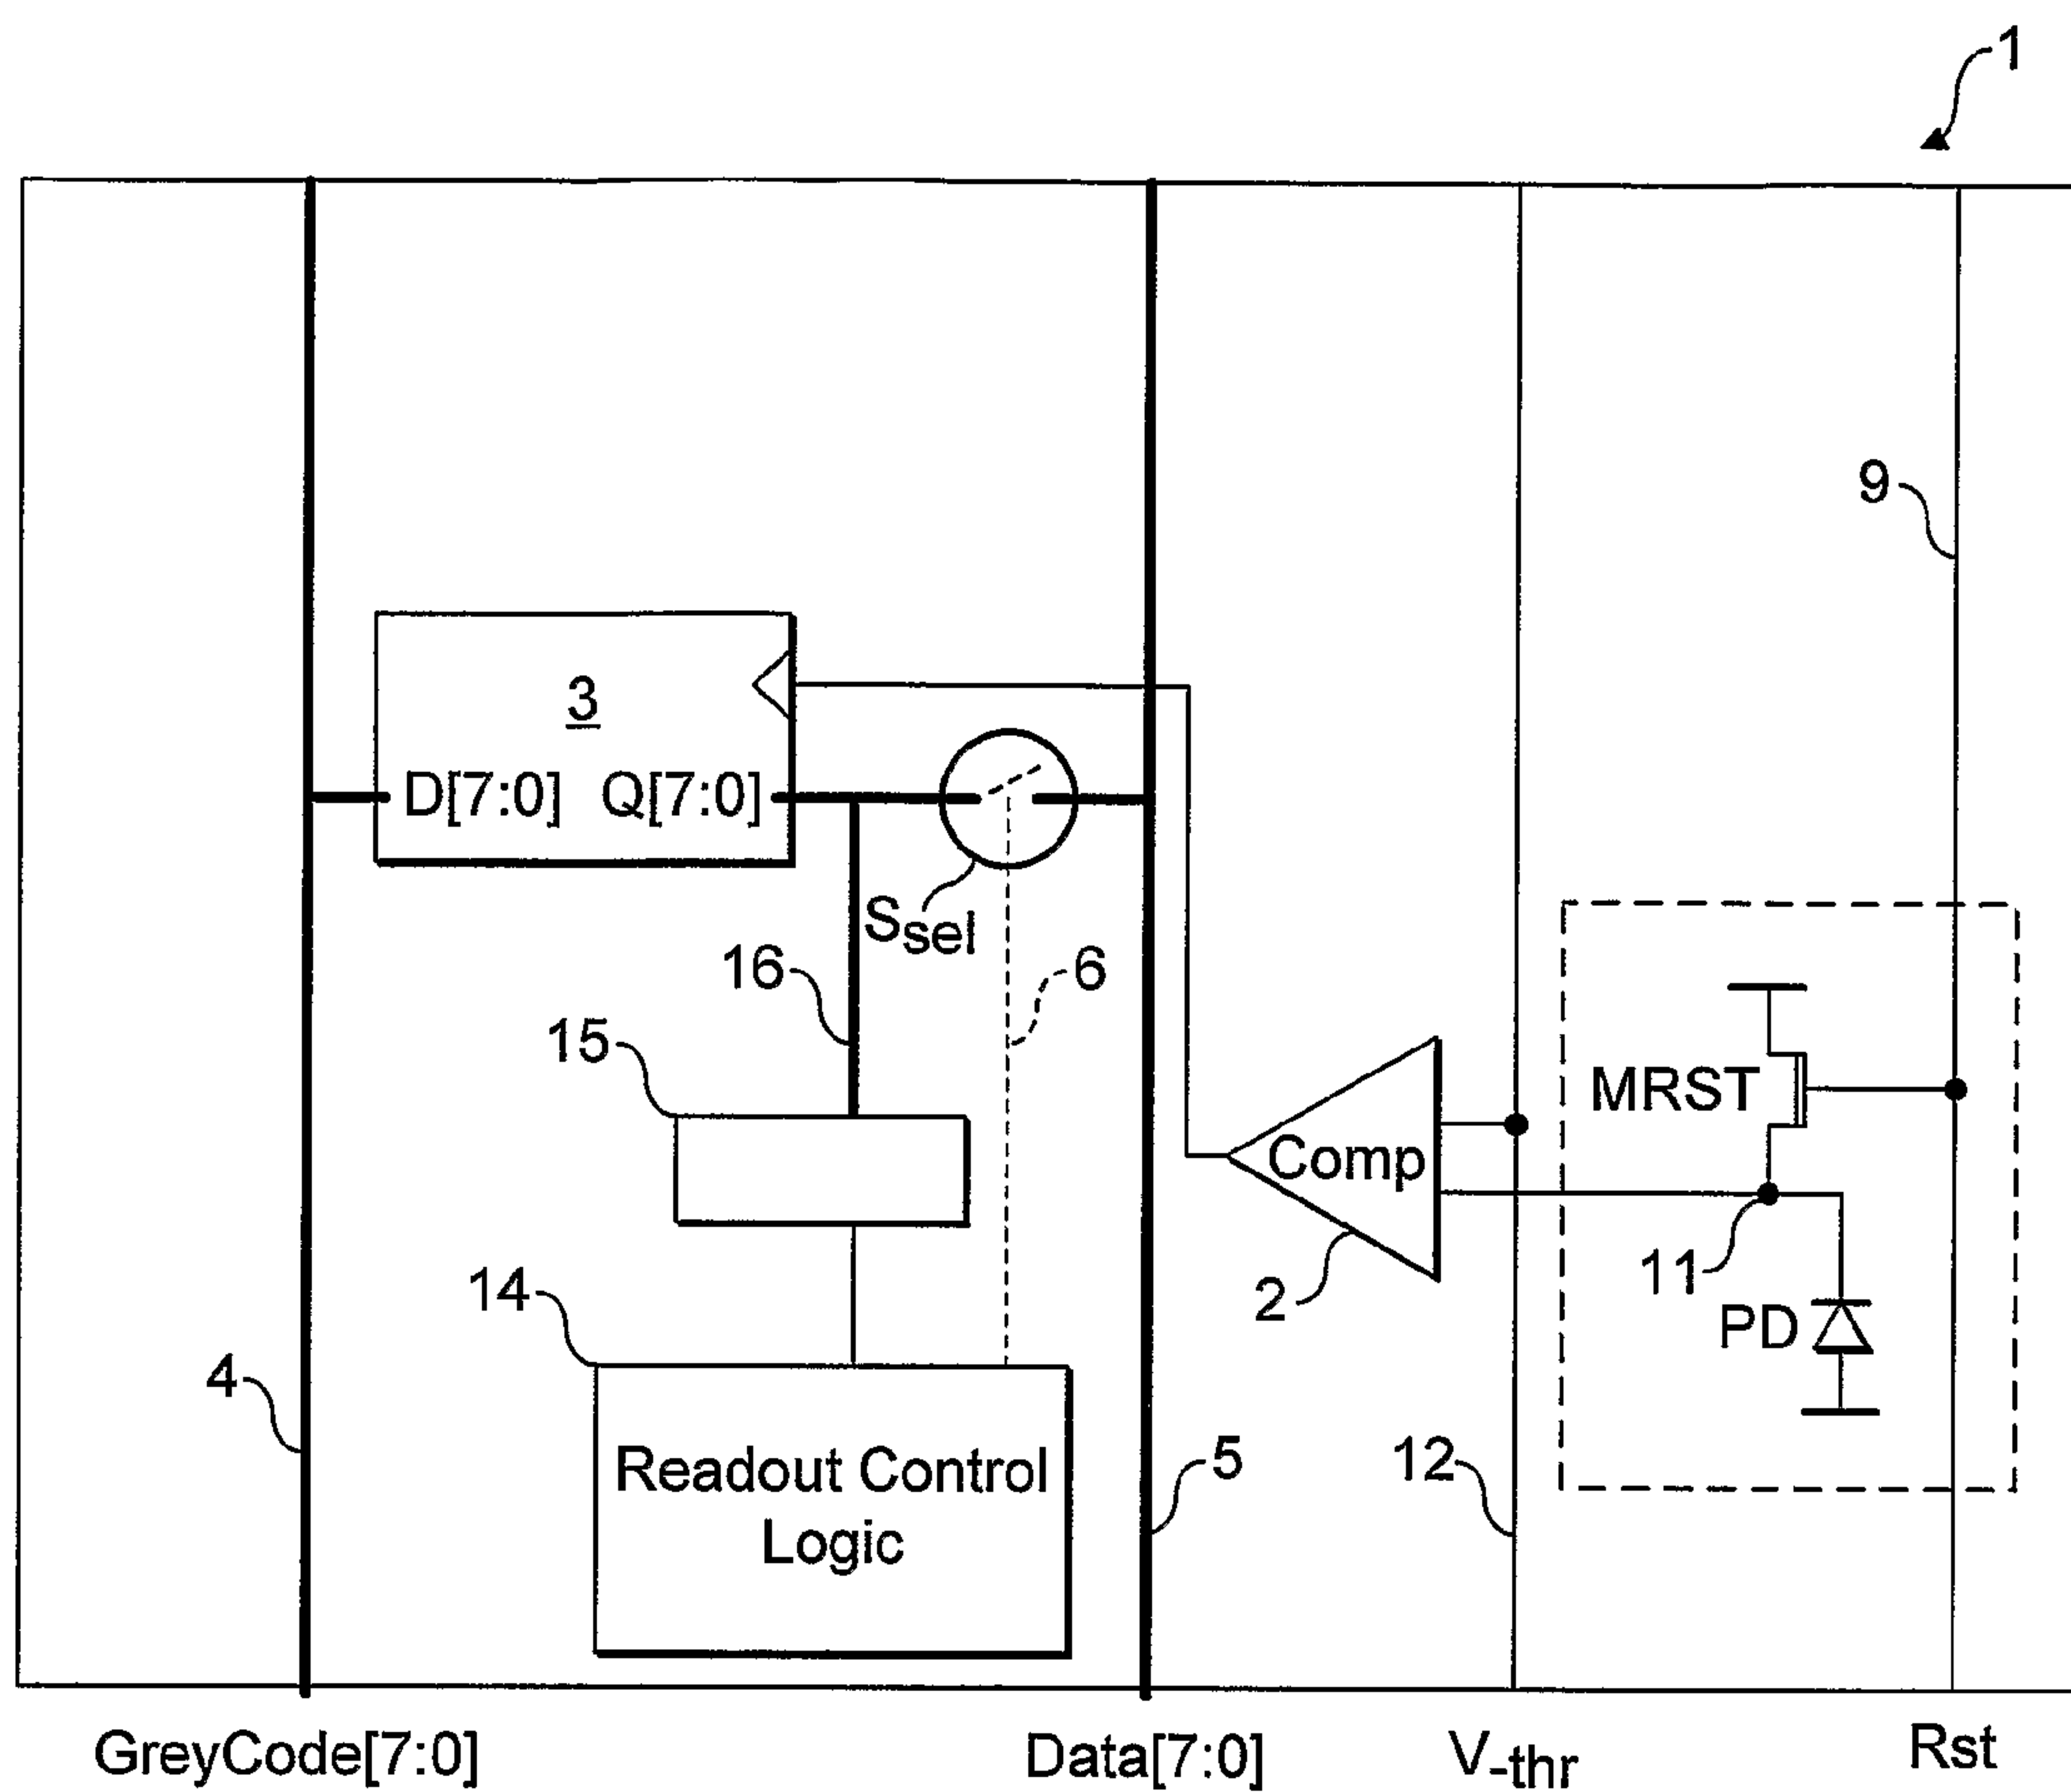 1
9
3
D[7:0] Q[7:0]
Ssel
16
6
15
MRST
Comp
11
2
14
PD
4
Readout Control
Logic
5
12
GreyCode[7:0]
Data[7:0]
V-thr
Rst